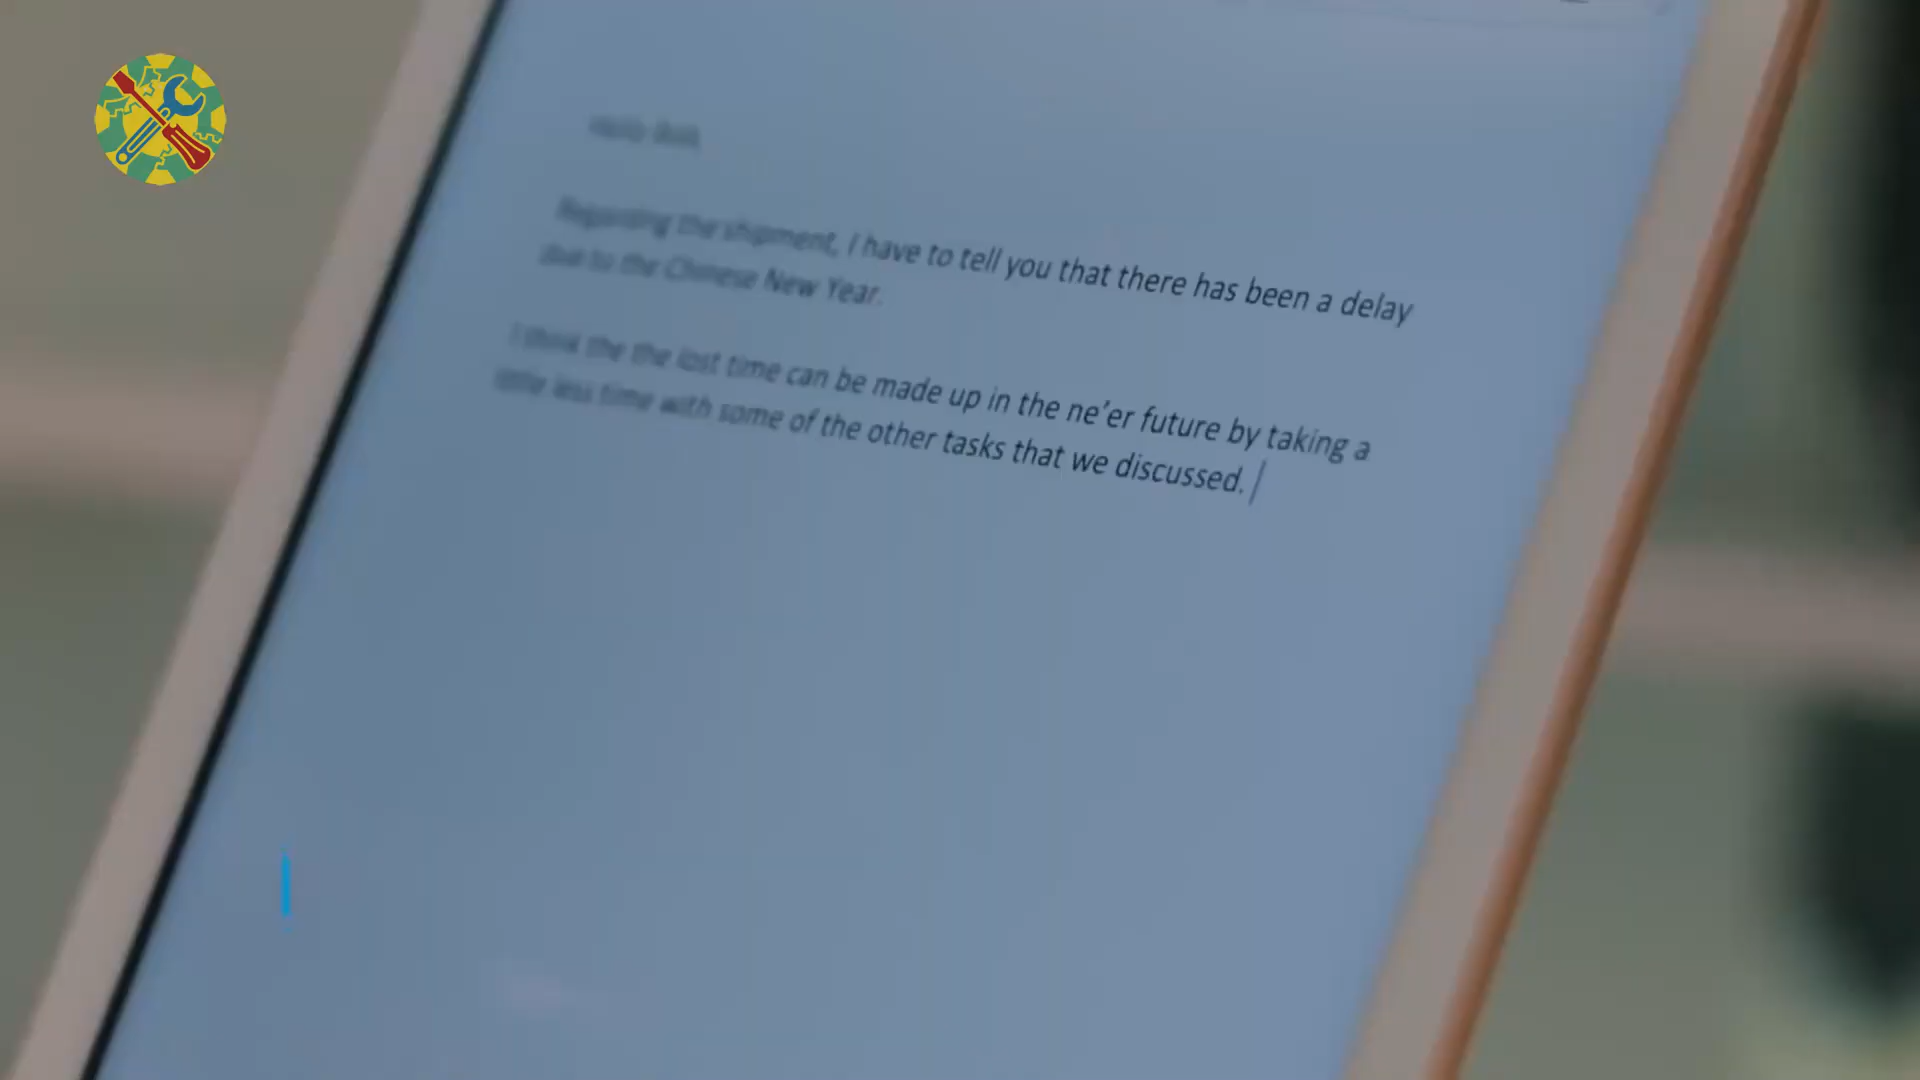 Hello
Regarding the shipment, I have to tell you that there has been a delay
due to the Chinese New Year.
I think the the lost time can be made up in the ne'er future by taking a
little less time with some of the other tasks that we discussed.